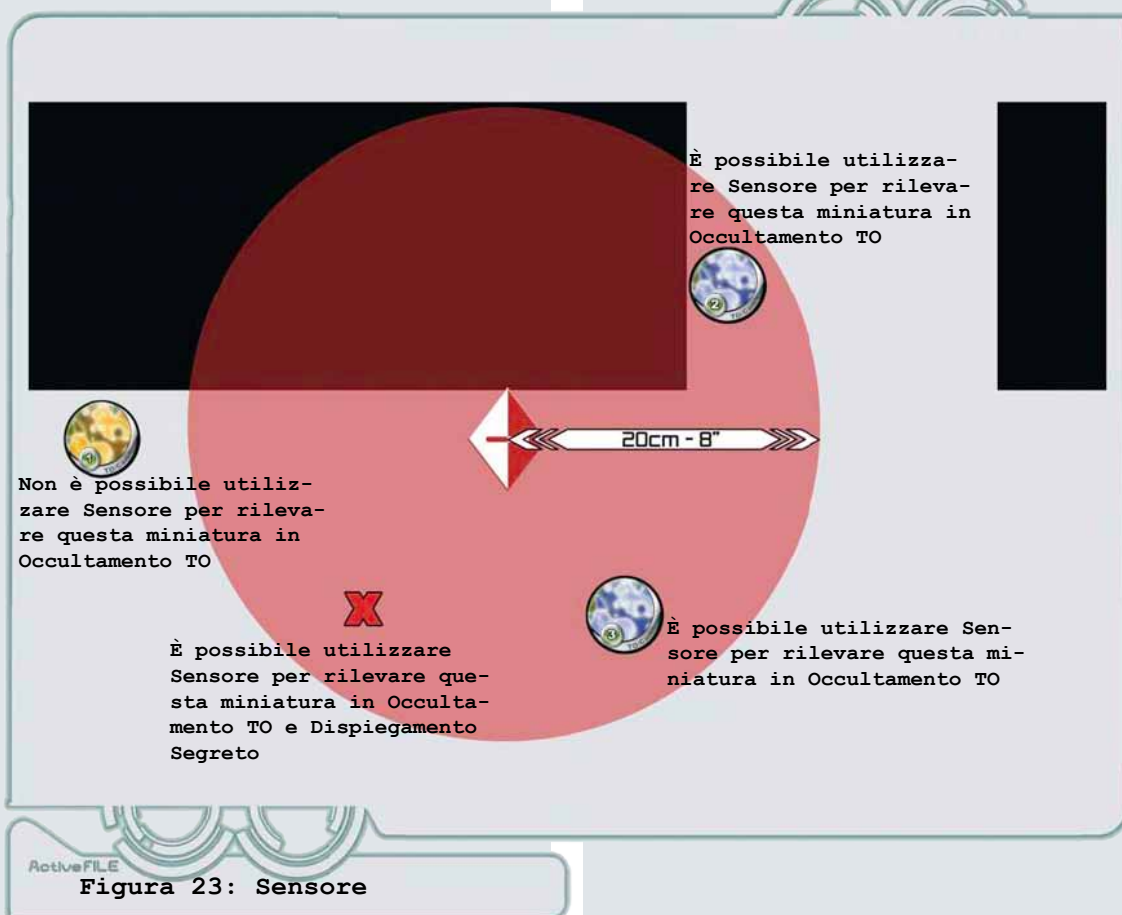 È possibile utilizza-
re Sensore per rileva-
re questa miniatura in
Occultamento TO
2
20cm - 8"
1
Non è possibile utiliz-
zare Sensore per rileva-
re questa miniatura in
Occultamento TO
X
3
È possibile utilizzare Sen-
sore per rilevare questa mi-
niatura in Occultamento TO
È possibile utilizzare
Sensore per rilevare que-
sta miniatura in Occulta-
mento TO e Dispiegamento
Segreto
ActiveFILE
Figura 23: Sensore